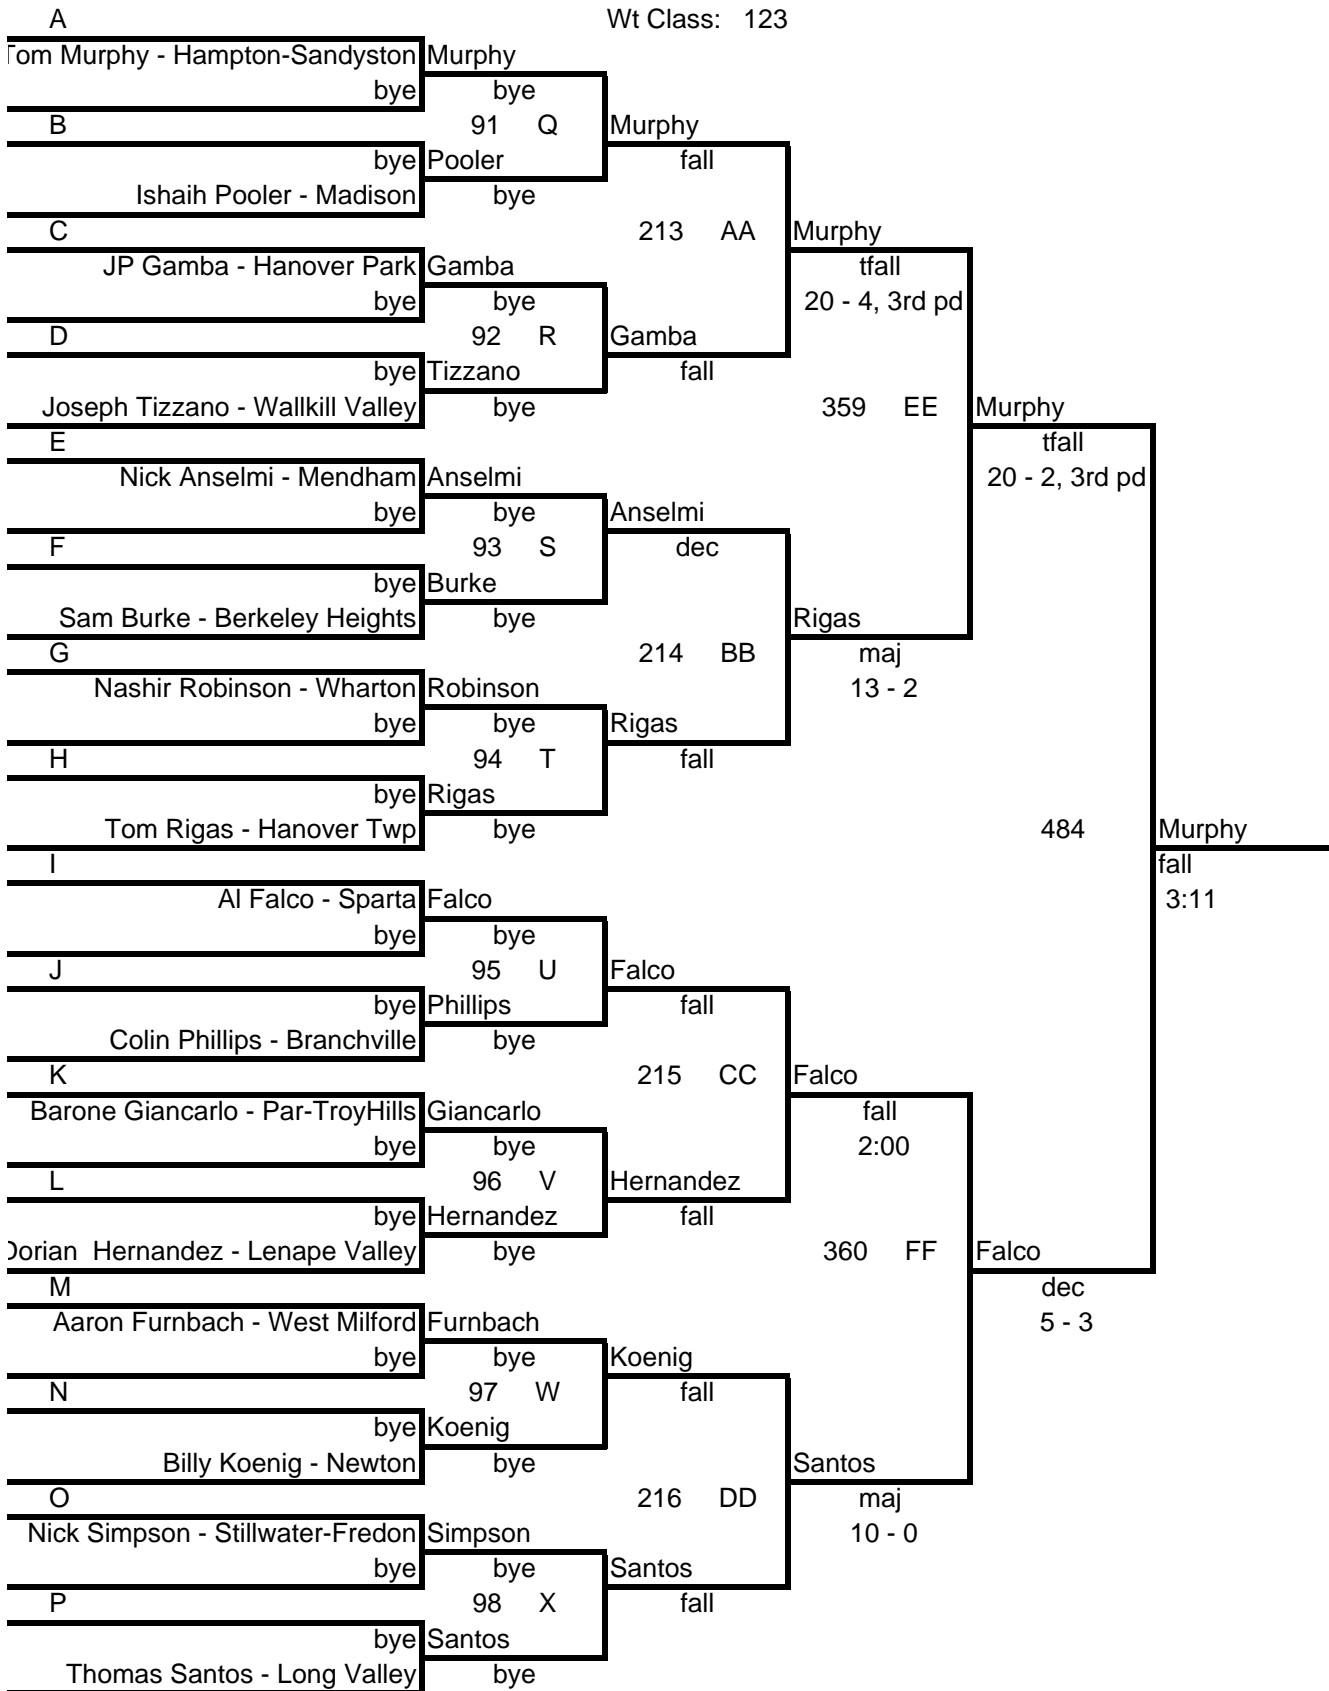 A Wt Class: 123
Tom Murphy - Hampton-Sandyston Murphy
bye bye
B 91 Q Murphy
bye Pooler fall
Ishaih Pooler - Madison bye
C 213 AA Murphy
JP Gamba - Hanover Park Gamba tfall
bye bye 20 - 4, 3rd pd
D 92 R Gamba
bye Tizzano fall
Joseph Tizzano - Wallkill Valley bye 359 EE Murphy
E tfall
Nick Anselmi - Mendham Anselmi 20 - 2, 3rd pd
bye bye Anselmi
F 93 S dec
bye Burke
Sam Burke - Berkeley Heights bye Rigas
G 214 BB maj
Nashir Robinson - Wharton Robinson 13 - 2
bye bye Rigas
H 94 T fall
bye Rigas
Tom Rigas - Hanover Twp bye 484 Murphy
I fall
Al Falco - Sparta Falco 3:11
bye bye
J 95 U Falco
bye Phillips fall
Colin Phillips - Branchville bye
K 215 CC Falco
Barone Giancarlo - Par-TroyHills Giancarlo fall
bye bye 2:00
L 96 V Hernandez
bye Hernandez fall
Dorian  Hernandez - Lenape Valley bye 360 FF Falco
M dec
Aaron Furnbach - West Milford Furnbach 5 - 3
bye bye Koenig
N 97 W fall
bye Koenig
Billy Koenig - Newton bye Santos
O 216 DD maj
Nick Simpson - Stillwater-Fredon Simpson 10 - 0
bye bye Santos
P 98 X fall
bye Santos
Thomas Santos - Long Valley bye